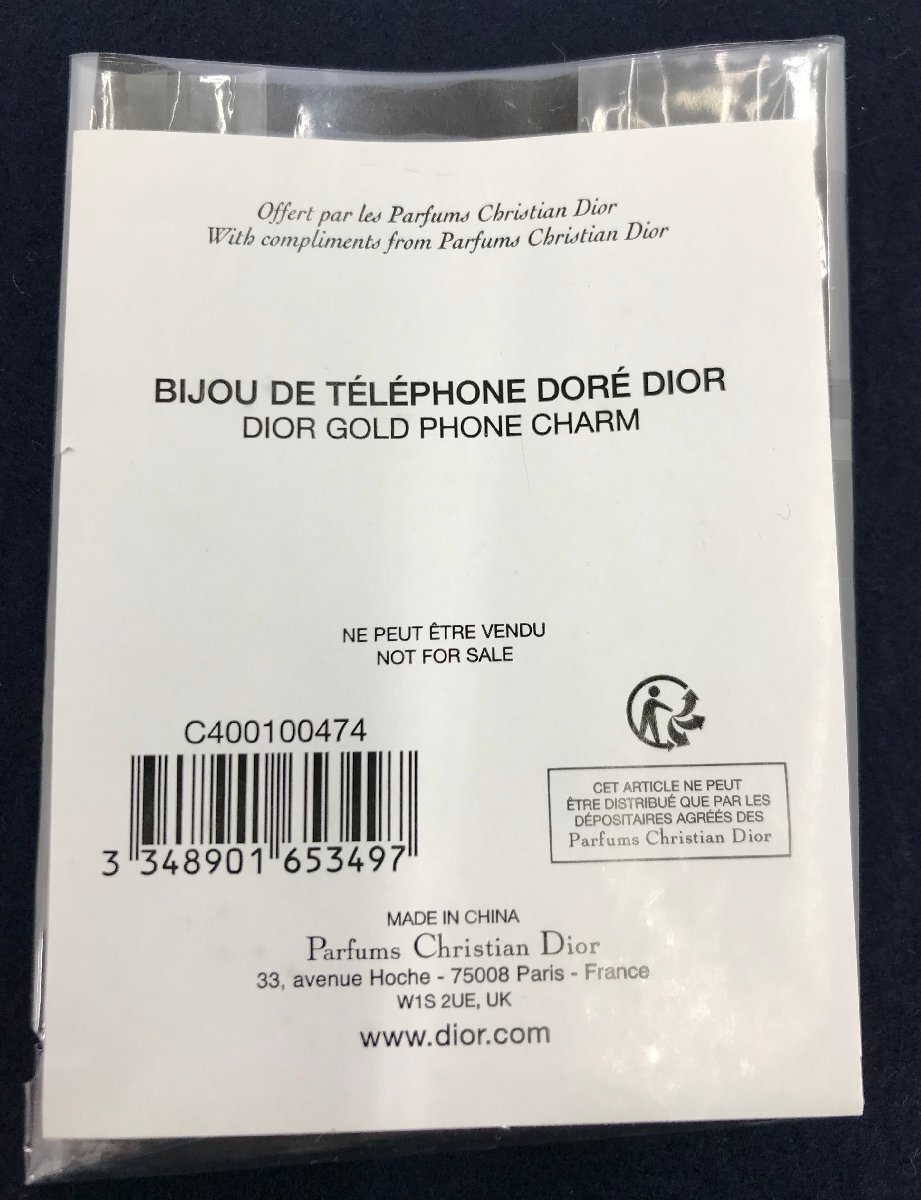 Offert par les Parfums Christian Dior
With compliments from Parfums Christian Dior
BIJOU DE TÉLÉPHONE DORÉ DIOR
DIOR GOLD PHONE CHARM
NE PEUT ÊTRE VENDU
NOT FOR SALE
C400100474
3 348901 653497
CET ARTICLE NE PEUT
ÊTRE DISTRIBUÉ QUE PAR LES
DÉPOSITAIRES AGRÉÉS DES
Parfums Christian Dior
MADE IN CHINA
Parfums Christian Dior
33, avenue Hoche - 75008 Paris - France
W1S 2UE, UK
www.dior.com